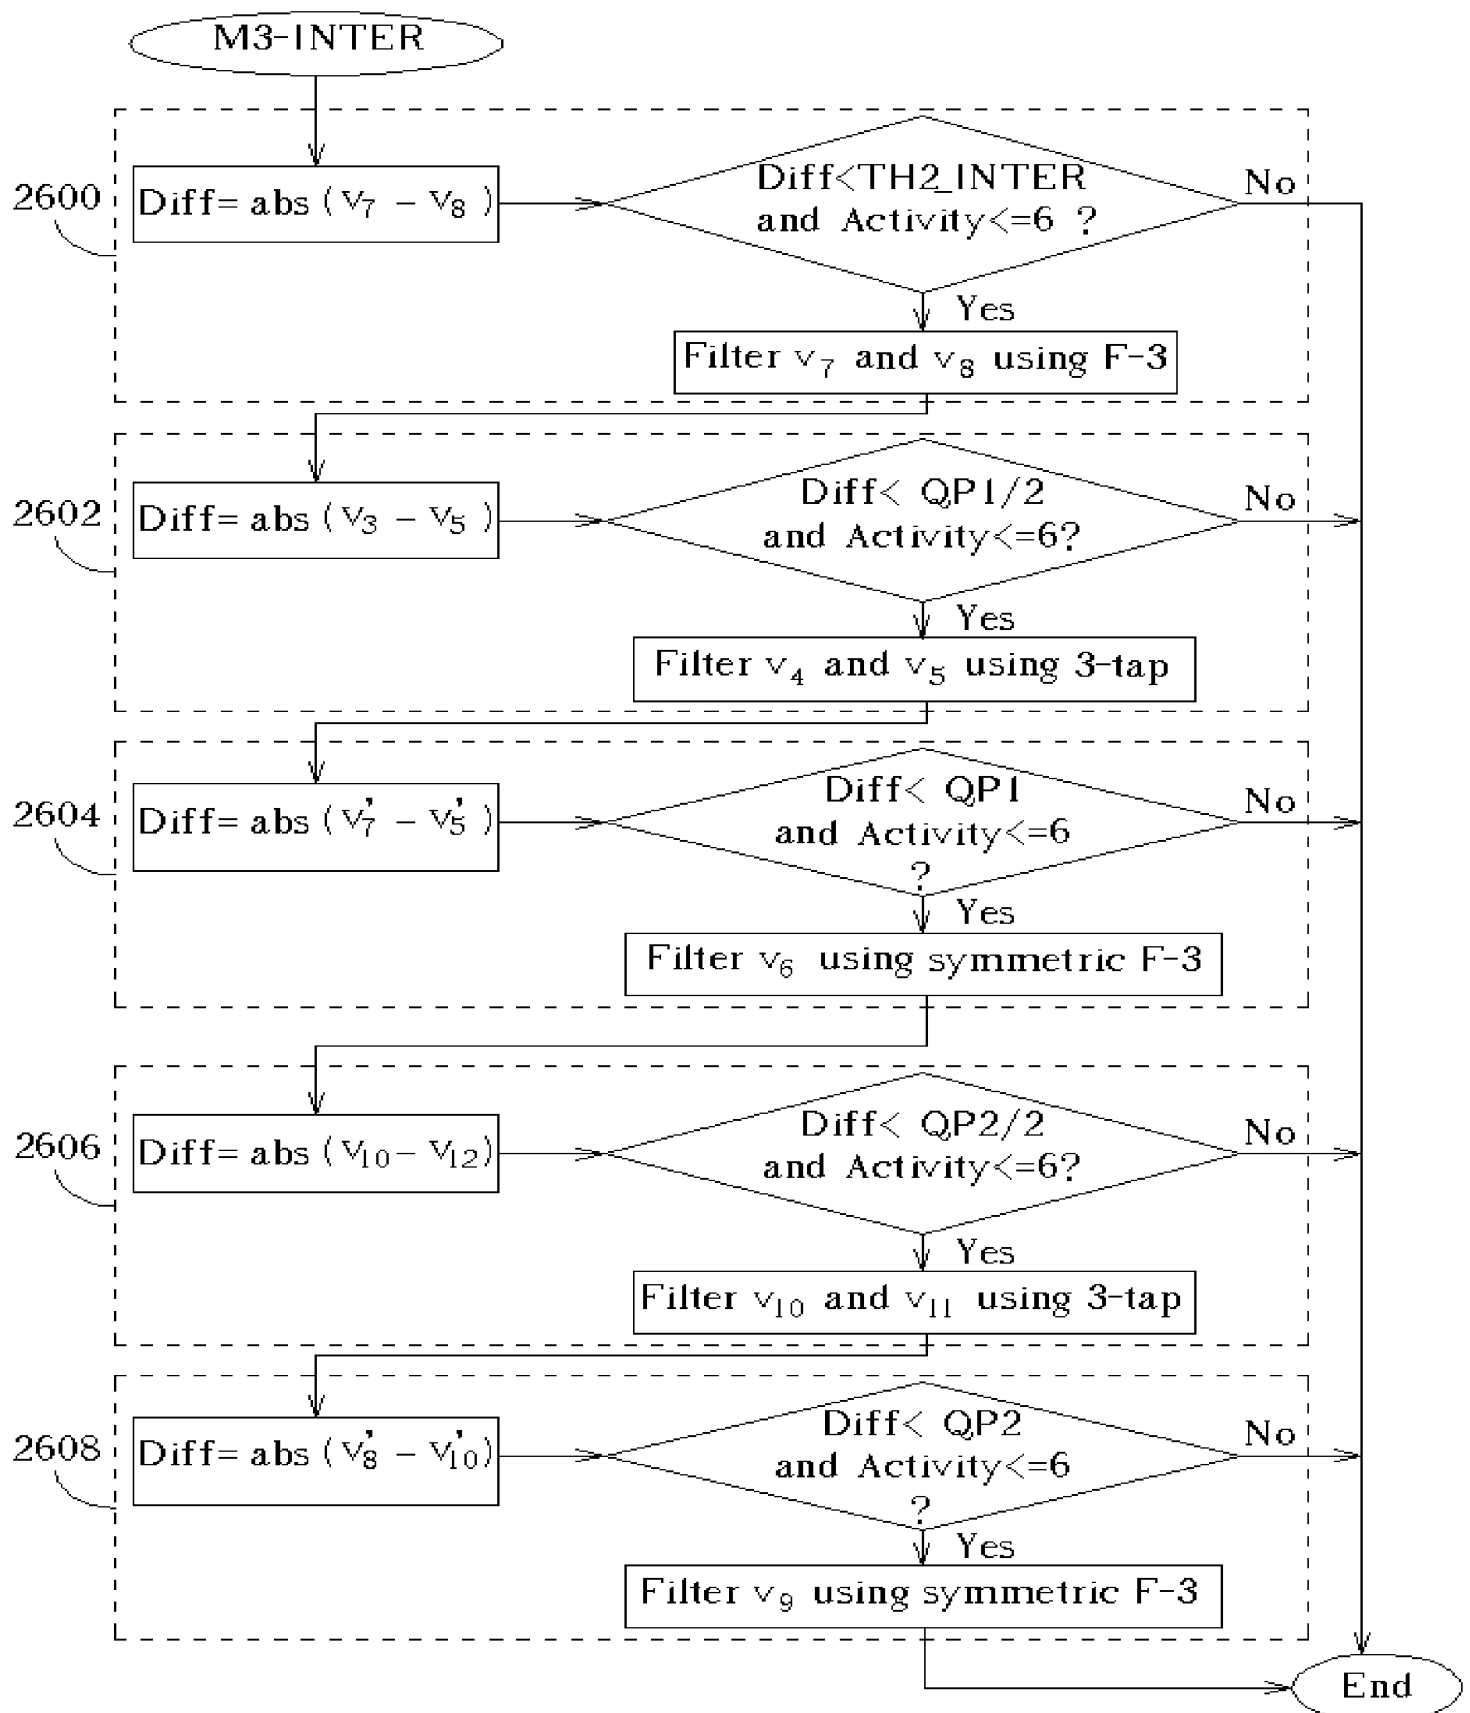 M3-INTER
2600
Diff= abs (v7 - v8 )
Diff<TH2_INTER
and Activity<=6 ?
No
Yes
Filter v7 and v8 using F-3
2602
Diff= abs (v3 - v5 )
Diff< QP1/2
and Activity<=6?
No
Yes
Filter v4 and v5 using 3-tap
2604
Diff= abs (v'7 - v'5 )
Diff< QP1
and Activity<=6
?
No
Yes
Filter v6 using symmetric F-3
2606
Diff= abs (v10- v12)
Diff< QP2/2
and Activity<=6?
No
Yes
Filter v10 and v11 using 3-tap
2608
Diff= abs (v'8 - v'10)
Diff< QP2
and Activity<=6
?
No
Yes
Filter v9 using symmetric F-3
End